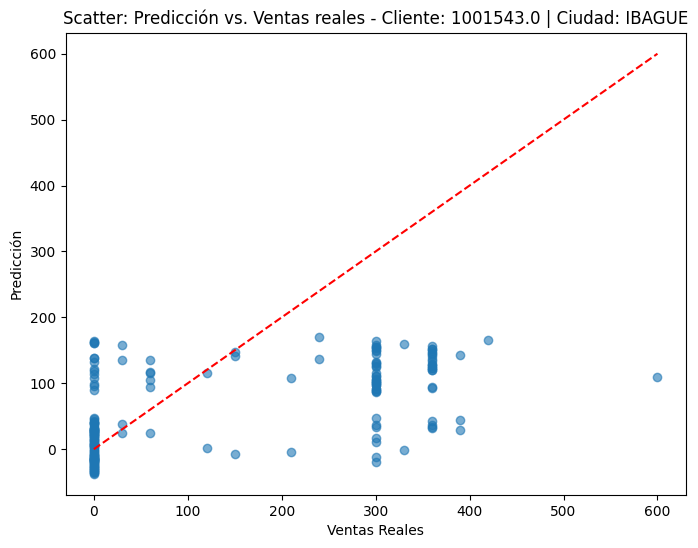 Scatter: Predicción vs. Ventas reales - Cliente: 1001543.0 | Ciudad: IBAGUE
600
500
400
300
200
100
0
Predicción
0 100 200 300 400 500 600
Ventas Reales